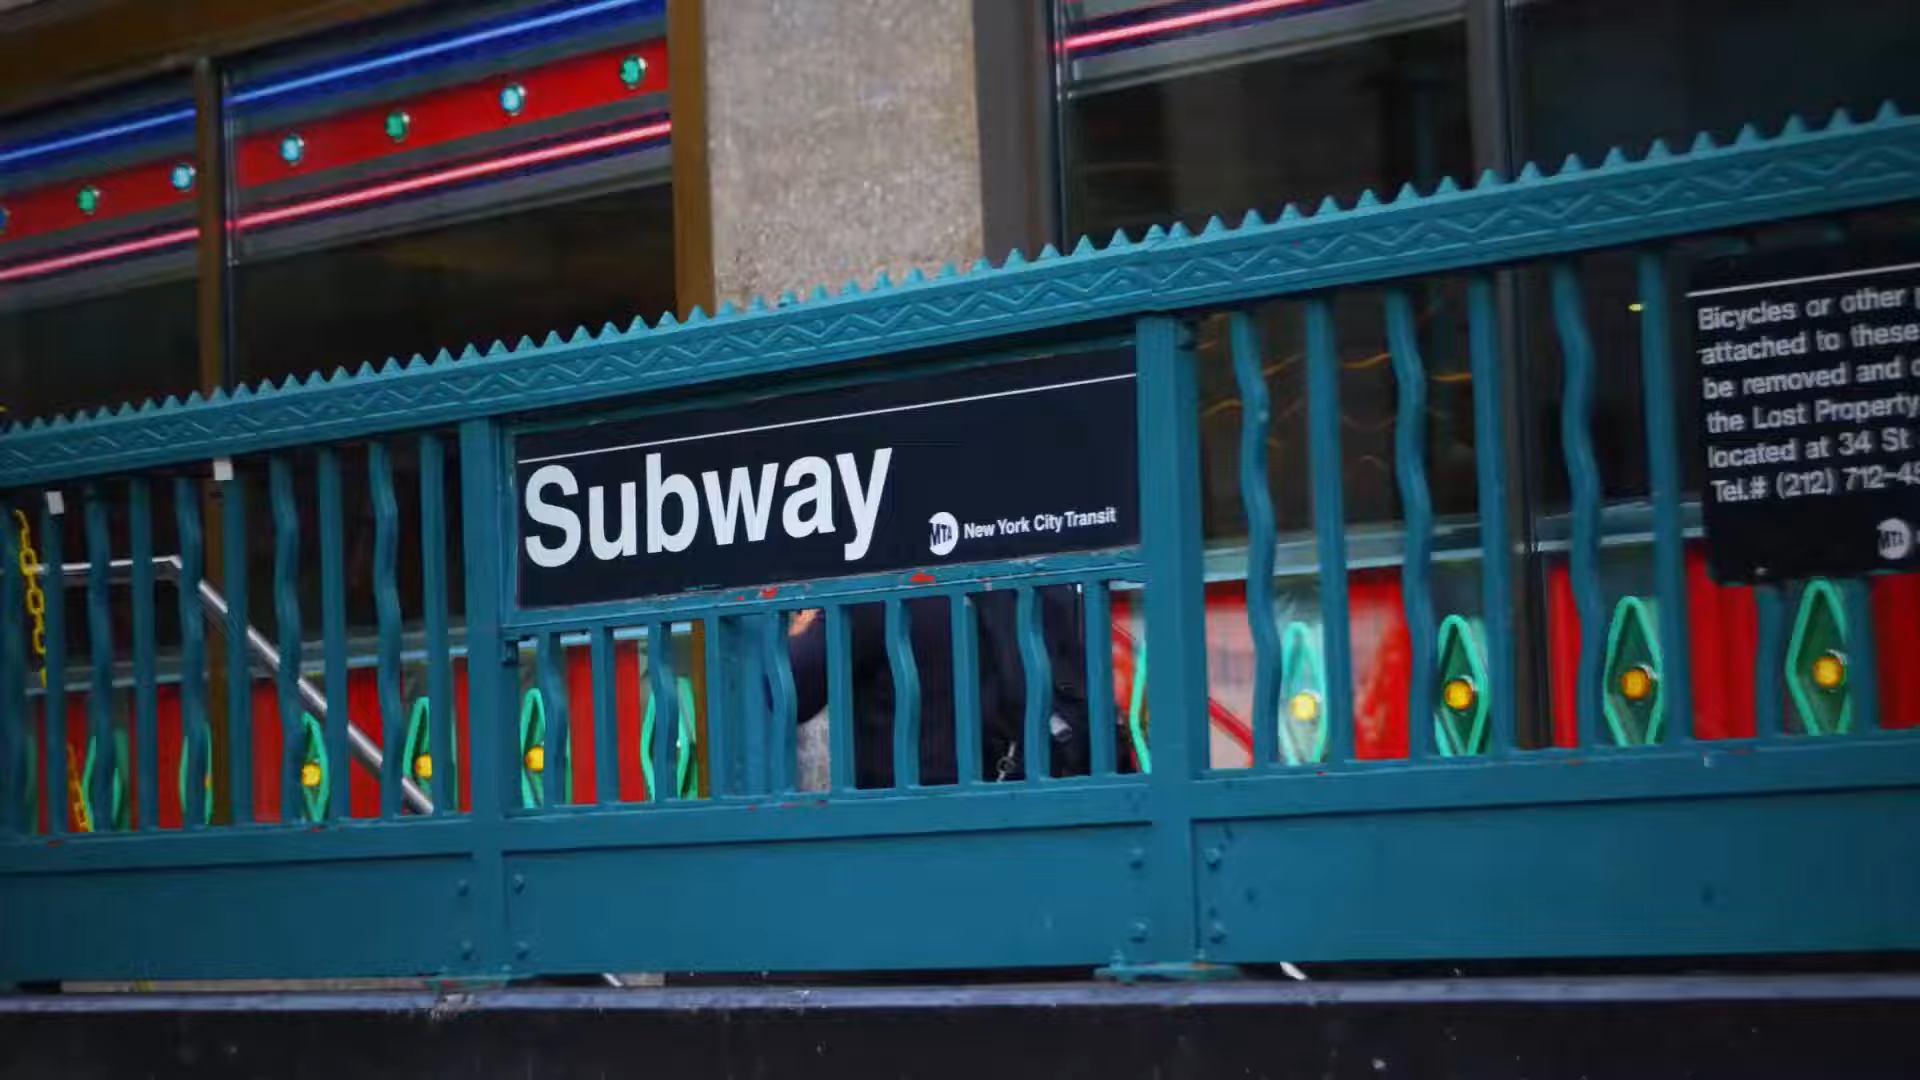 Subway
MTA New York City Transit
Bicycles or other
attached to these
be removed and
the Lost Property
located at 34 St
Tel.# (212) 712-4
MTA